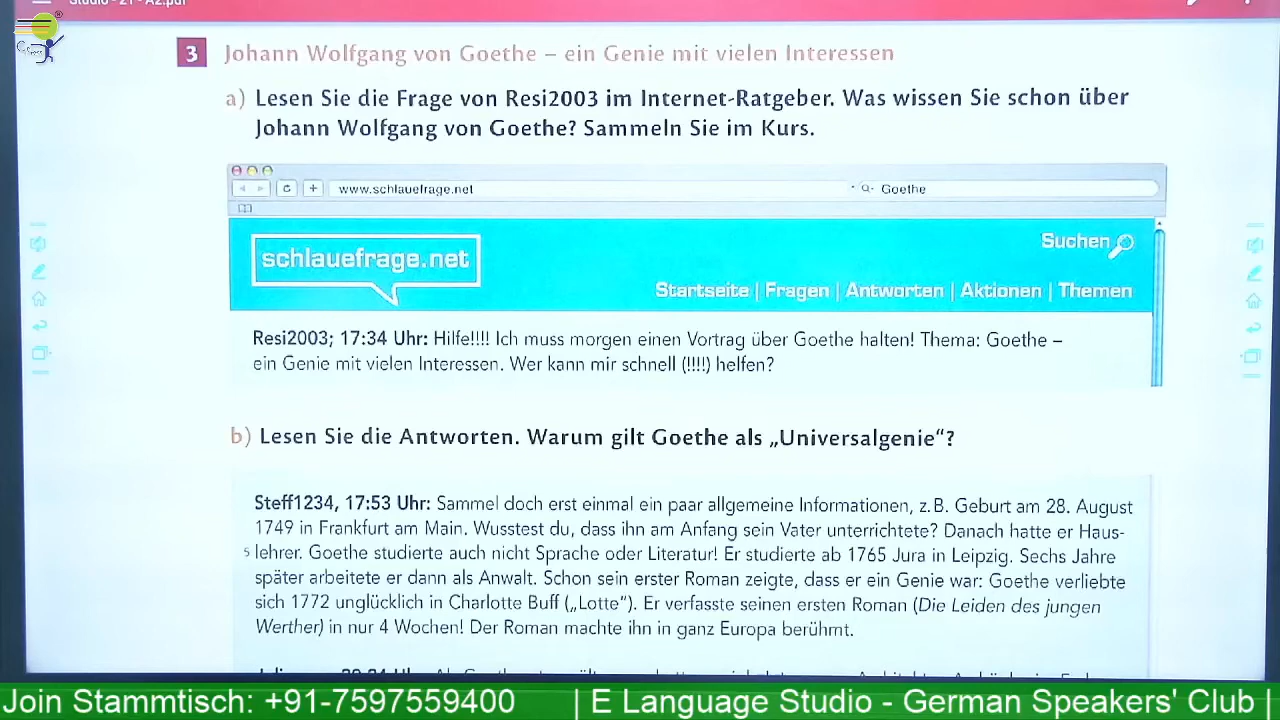 Studio - 21 - A2.pdf
3 Johann Wolfgang von Goethe – ein Genie mit vielen Interessen
a) Lesen Sie die Frage von Resi2003 im Internet-Ratgeber. Was wissen Sie schon über
Johann Wolfgang von Goethe? Sammeln Sie im Kurs.
www.schlauefrage.net
Goethe
Suchen
schlauefrage.net
Startseite | Fragen | Antworten | Aktionen | Themen
Resi2003; 17:34 Uhr: Hilfe!!!! Ich muss morgen einen Vortrag über Goethe halten! Thema: Goethe –
ein Genie mit vielen Interessen. Wer kann mir schnell (!!!!) helfen?
b) Lesen Sie die Antworten. Warum gilt Goethe als „Universalgenie“?
Steff1234, 17:53 Uhr: Sammel doch erst einmal ein paar allgemeine Informationen, z. B. Geburt am 28. August
1749 in Frankfurt am Main. Wusstest du, dass ihn am Anfang sein Vater unterrichtete? Danach hatte er Haus-
5 lehrer. Goethe studierte auch nicht Sprache oder Literatur! Er studierte ab 1765 Jura in Leipzig. Sechs Jahre
später arbeitete er dann als Anwalt. Schon sein erster Roman zeigte, dass er ein Genie war: Goethe verliebte
sich 1772 unglücklich in Charlotte Buff („Lotte“). Er verfasste seinen ersten Roman (Die Leiden des jungen
Werther) in nur 4 Wochen! Der Roman machte ihn in ganz Europa berühmt.
Join Stammtisch: +91-7597559400 | E Language Studio - German Speakers' Club |